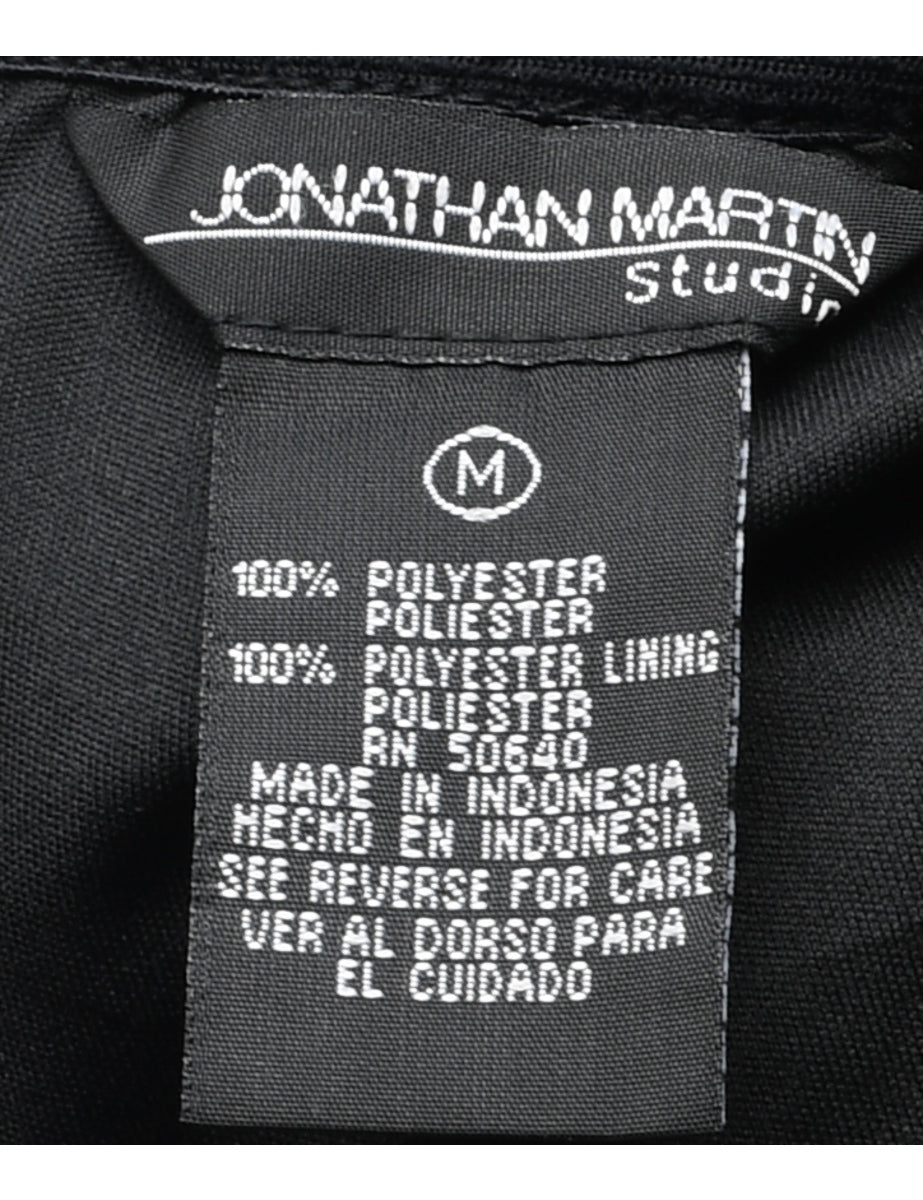 JONATHAN MARTIN
studio
M
100% POLYESTER
POLIESTER
100% POLYESTER LINING
POLIESTER
RN 50640
MADE IN INDONESIA
HECHO EN INDONESIA
SEE REVERSE FOR CARE
VER AL DORSO PARA
EL CUIDADO